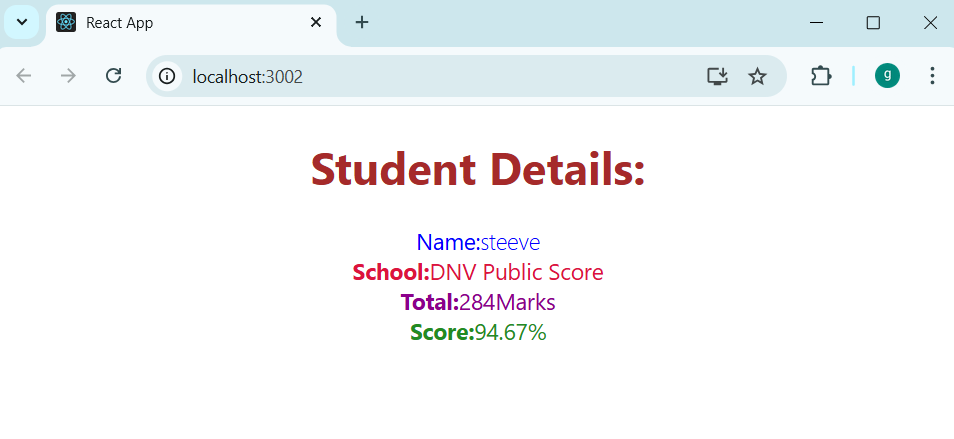 React App
localhost:3002
g
Student Details:
Name:steeve
School:DNV Public Score
Total:284Marks
Score:94.67%